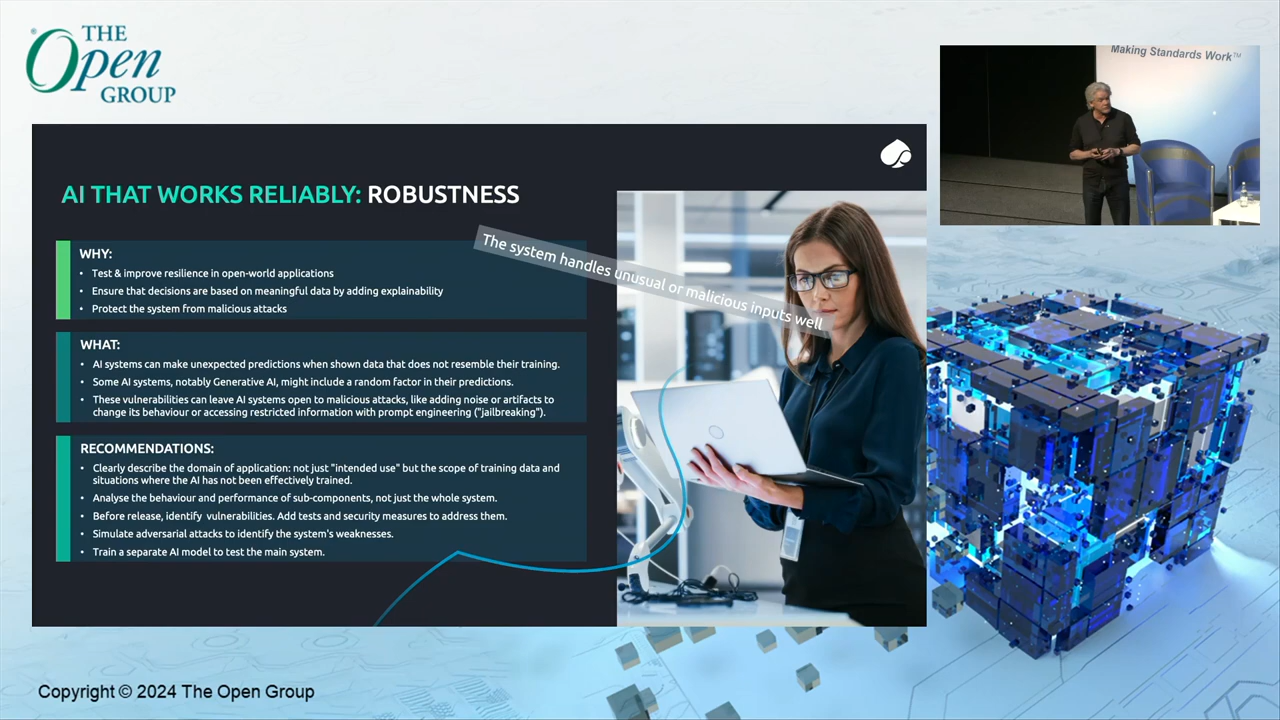 THE
Open
GROUP
Making Standards Work™
AI THAT WORKS RELIABLY: ROBUSTNESS
The system handles unusual or malicious inputs well
WHY:
• Test & improve resilience in open-world applications
• Ensure that decisions are based on meaningful data by adding explainability
• Protect the system from malicious attacks
WHAT:
• AI systems can make unexpected predictions when shown data that does not resemble their training.
• Some AI systems, notably Generative AI, might include a random factor in their predictions.
• These vulnerabilities can leave AI systems open to malicious attacks, like adding noise or artifacts to
change its behaviour or accessing restricted information with prompt engineering ("jailbreaking").
RECOMMENDATIONS:
• Clearly describe the domain of application: not just "intended use" but the scope of training data and
situations where the AI has not been effectively trained.
• Analyse the behaviour and performance of sub-components, not just the whole system.
• Before release, identify vulnerabilities. Add tests and security measures to address them.
• Simulate adversarial attacks to identify the system's weaknesses.
• Train a separate AI model to test the main system.
Copyright © 2024 The Open Group